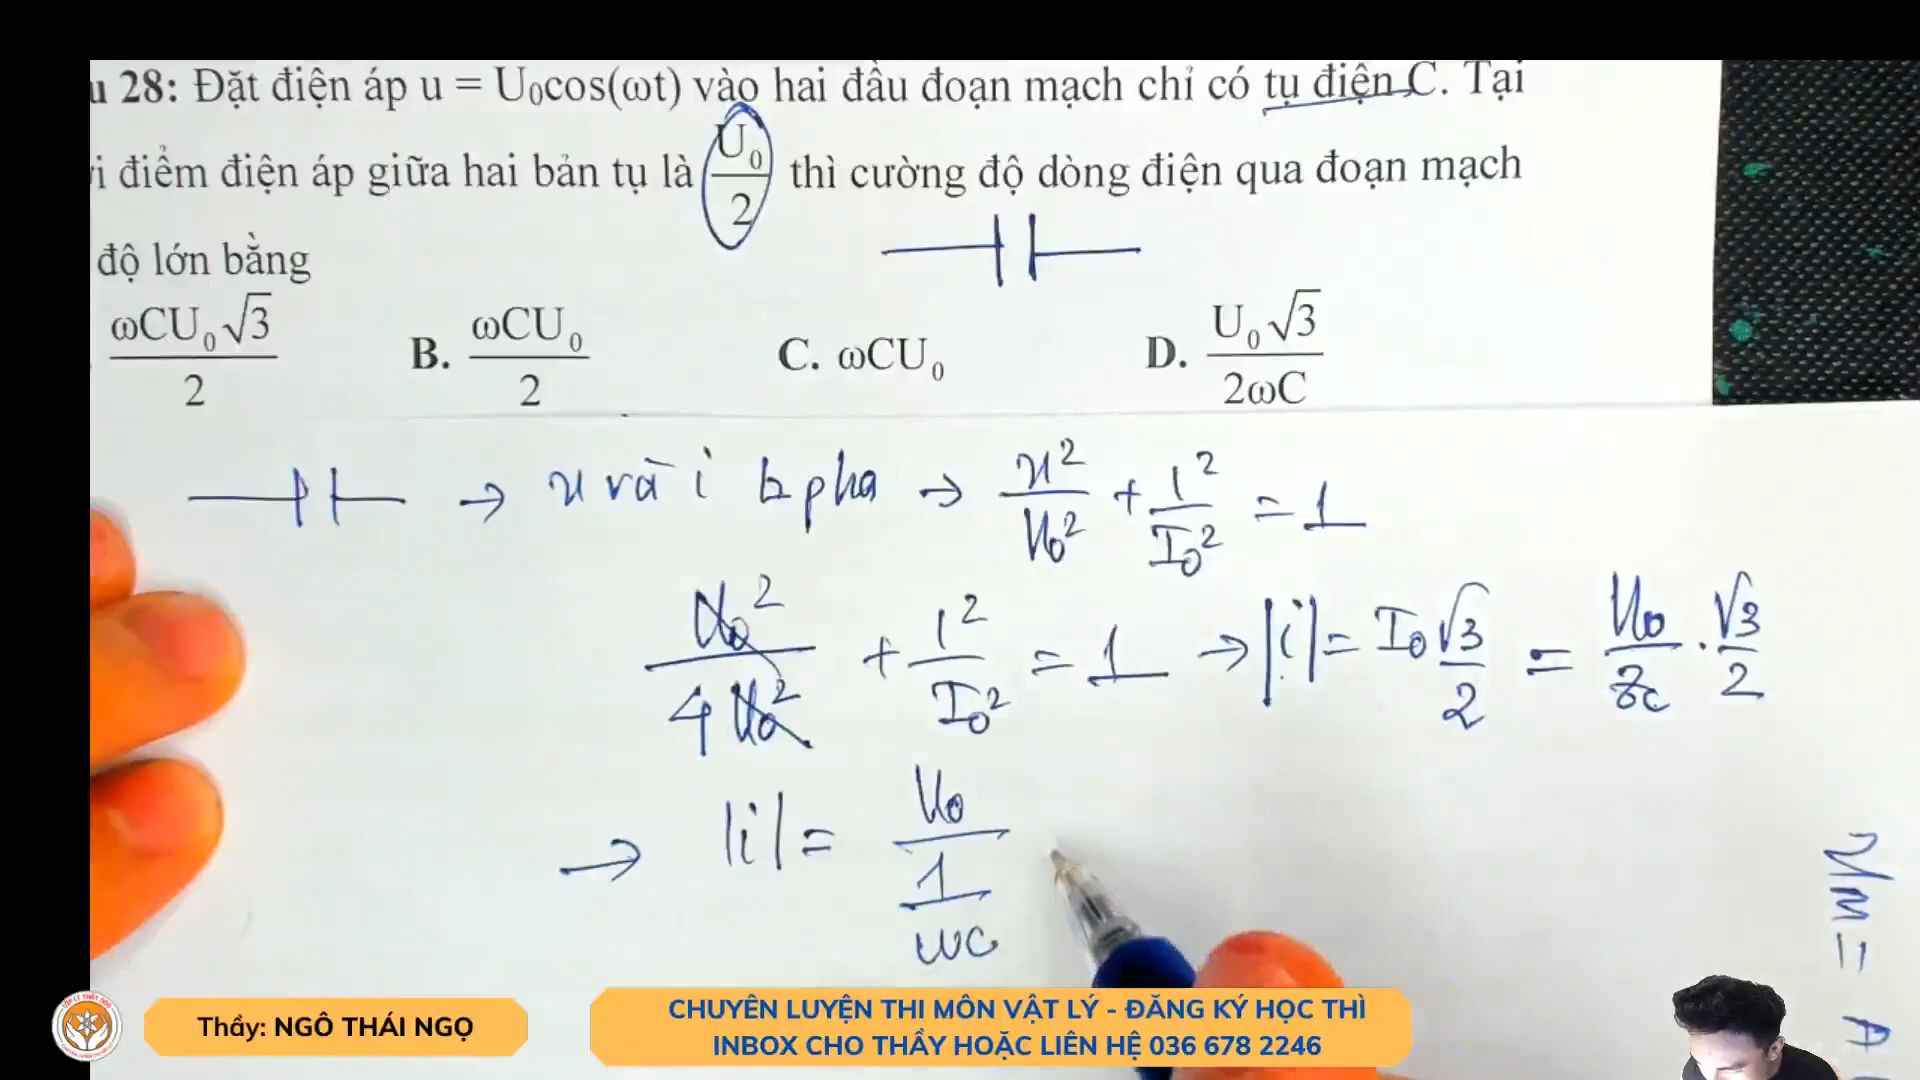 u 28: Đặt điện áp u = U₀cos(ωt) vào hai đầu đoạn mạch chỉ có tụ điện C. Tại
i điểm điện áp giữa hai bản tụ là U₀/2 thì cường độ dòng điện qua đoạn mạch
độ lớn bằng
ωCU₀√3/2 B. ωCU₀/2 C. ωCU₀ D. U₀√3/2ωC
→ u và i ⊥ pha → u²/U₀² + i²/I₀² = 1
U₀²/4U₀² + i²/I₀² = 1 → |i| = I₀√3/2 = U₀/Zc . √3/2
→ |i| = U₀/(1/ωC)
LỚP LÝ THẦY NGỌ
Thầy: NGÔ THÁI NGỌ
CHUYÊN LUYỆN THI MÔN VẬT LÝ - ĐĂNG KÝ HỌC THÌ
INBOX CHO THẦY HOẶC LIÊN HỆ 036 678 2246